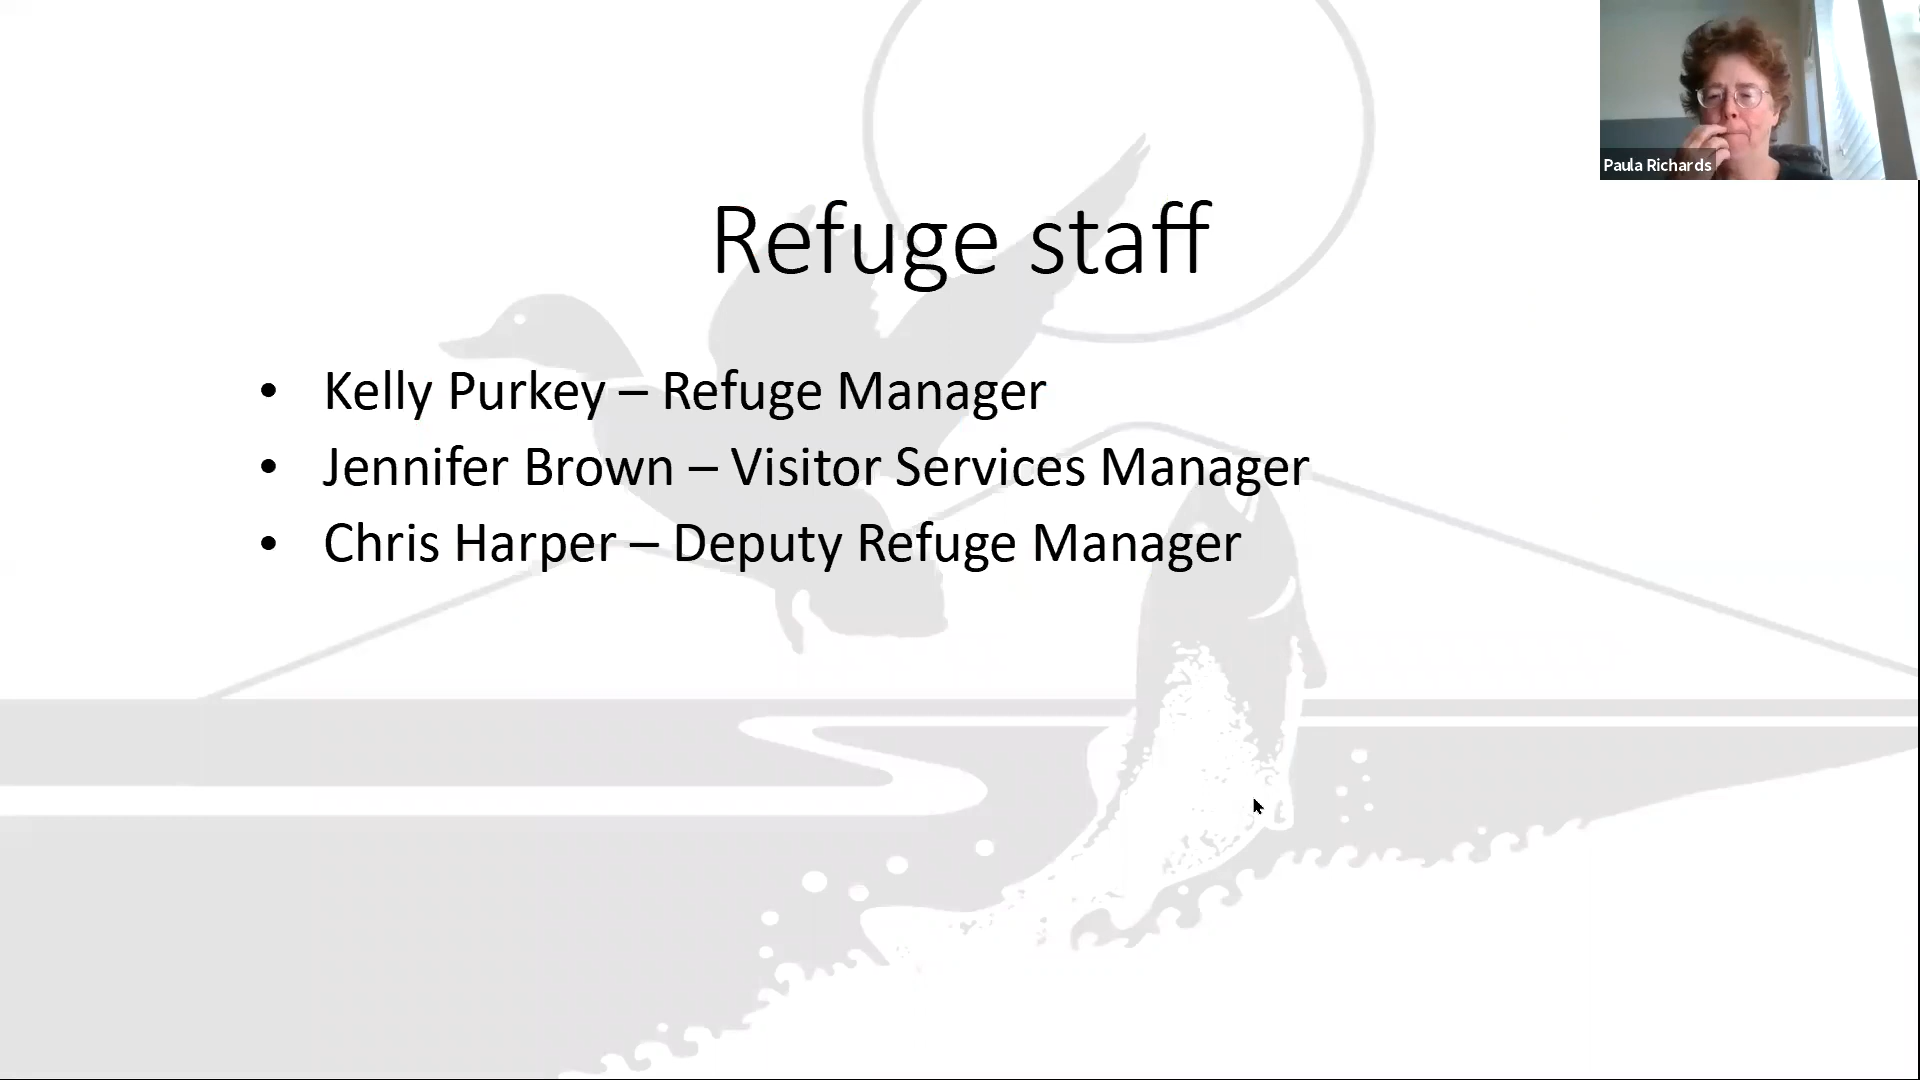 Refuge staff
• Kelly Purkey – Refuge Manager
• Jennifer Brown – Visitor Services Manager
• Chris Harper – Deputy Refuge Manager
Paula Richards